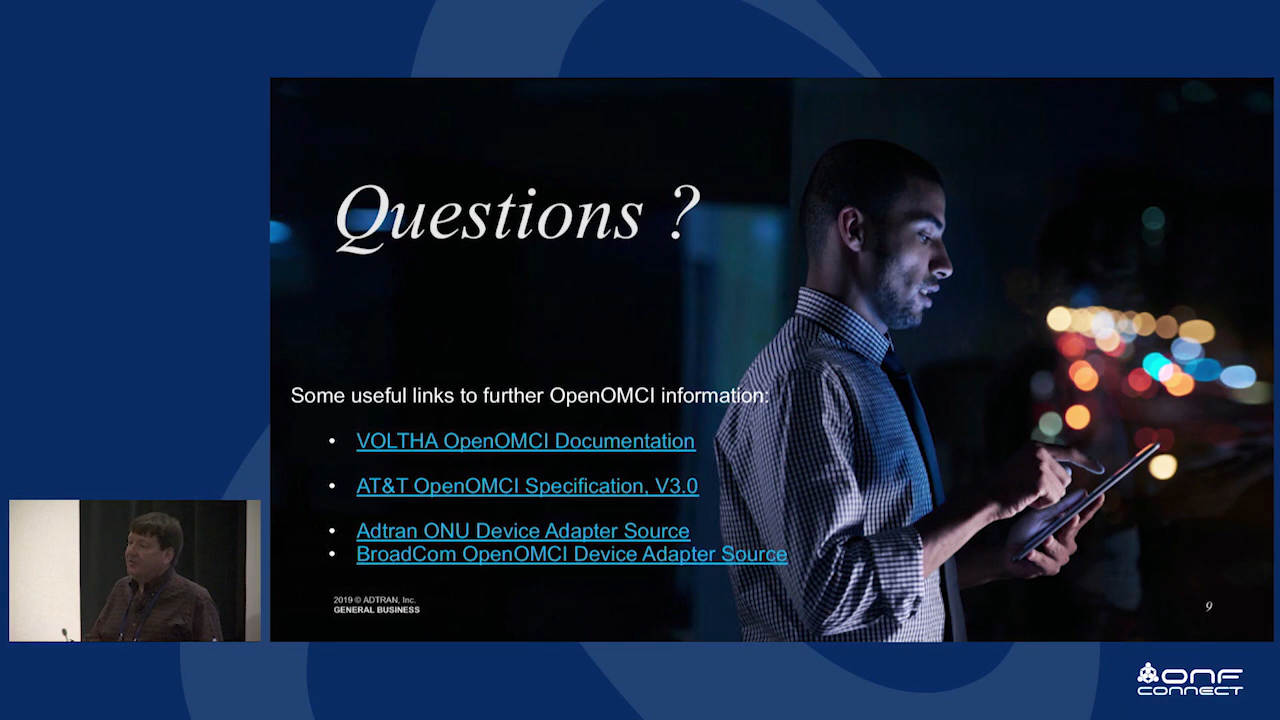 Questions ?
Some useful links to further OpenOMCI information:
• VOLTHA OpenOMCI Documentation
• AT&T OpenOMCI Specification, V3.0
• Adtran ONU Device Adapter Source
• BroadCom OpenOMCI Device Adapter Source
2019 © ADTRAN, Inc.
GENERAL BUSINESS
9
ONF
CONNECT